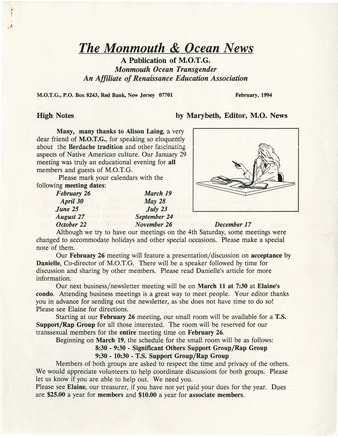 The Monmouth & Ocean News
A Publication of M.O.T.G.
Monmouth Ocean Transgender
An Affiliate of Renaissance Education Association
M.O.T.G., P.O. Box 8243, Red Bank, New Jersey 07701 February, 1994
High Notes by Marybeth, Editor, M.O. News
Many, many thanks to Alison Laing, a very
dear friend of M.O.T.G., for speaking so eloquently
about the Berdache tradition and other fascinating
aspects of Native American culture. Our January 29
meeting was truly an educational evening for all
members and guests of M.O.T.G.
Please mark your calendars with the
following meeting dates:
February 26 March 19
April 30 May 28
June 25 July 23
August 27 September 24
October 22 November 26 December 17
Although we try to have our meetings on the 4th Saturday, some meetings were
changed to accommodate holidays and other special occasions. Please make a special
note of them.
Our February 26 meeting will feature a presentation/discussion on acceptance by
Danielle, Co-director of M.O.T.G. There will be a speaker followed by time for
discussion and sharing by other members. Please read Danielle's article for more
information.
Our next business/newsletter meeting will be on March 11 at 7:30 at Elaine's
condo. Attending business meetings is a great way to meet people. Your editor thanks
you in advance for sending out the newsletter, as she does not have time to do so!
Please see Elaine for directions.
Starting at our February 26 meeting, our small room will be available for a T.S.
Support/Rap Group for all those interested. The room will be reserved for our
transsexual members for the entire meeting time on February 26.
Beginning on March 19, the schedule for the small room will be as follows:
8:30 - 9:30 - Significant Others Support Group/Rap Group
9:30 - 10:30 - T.S. Support Group/Rap Group
Members of both groups are asked to respect the time and privacy of the others.
We would appreciate volunteers to help coordinate discussions for both groups. Please
let us know if you are able to help out. We need you.
Please see Elaine, our treasurer, if you have not yet paid your dues for the year. Dues
are $25.00 a year for members and $10.00 a year for associate members.